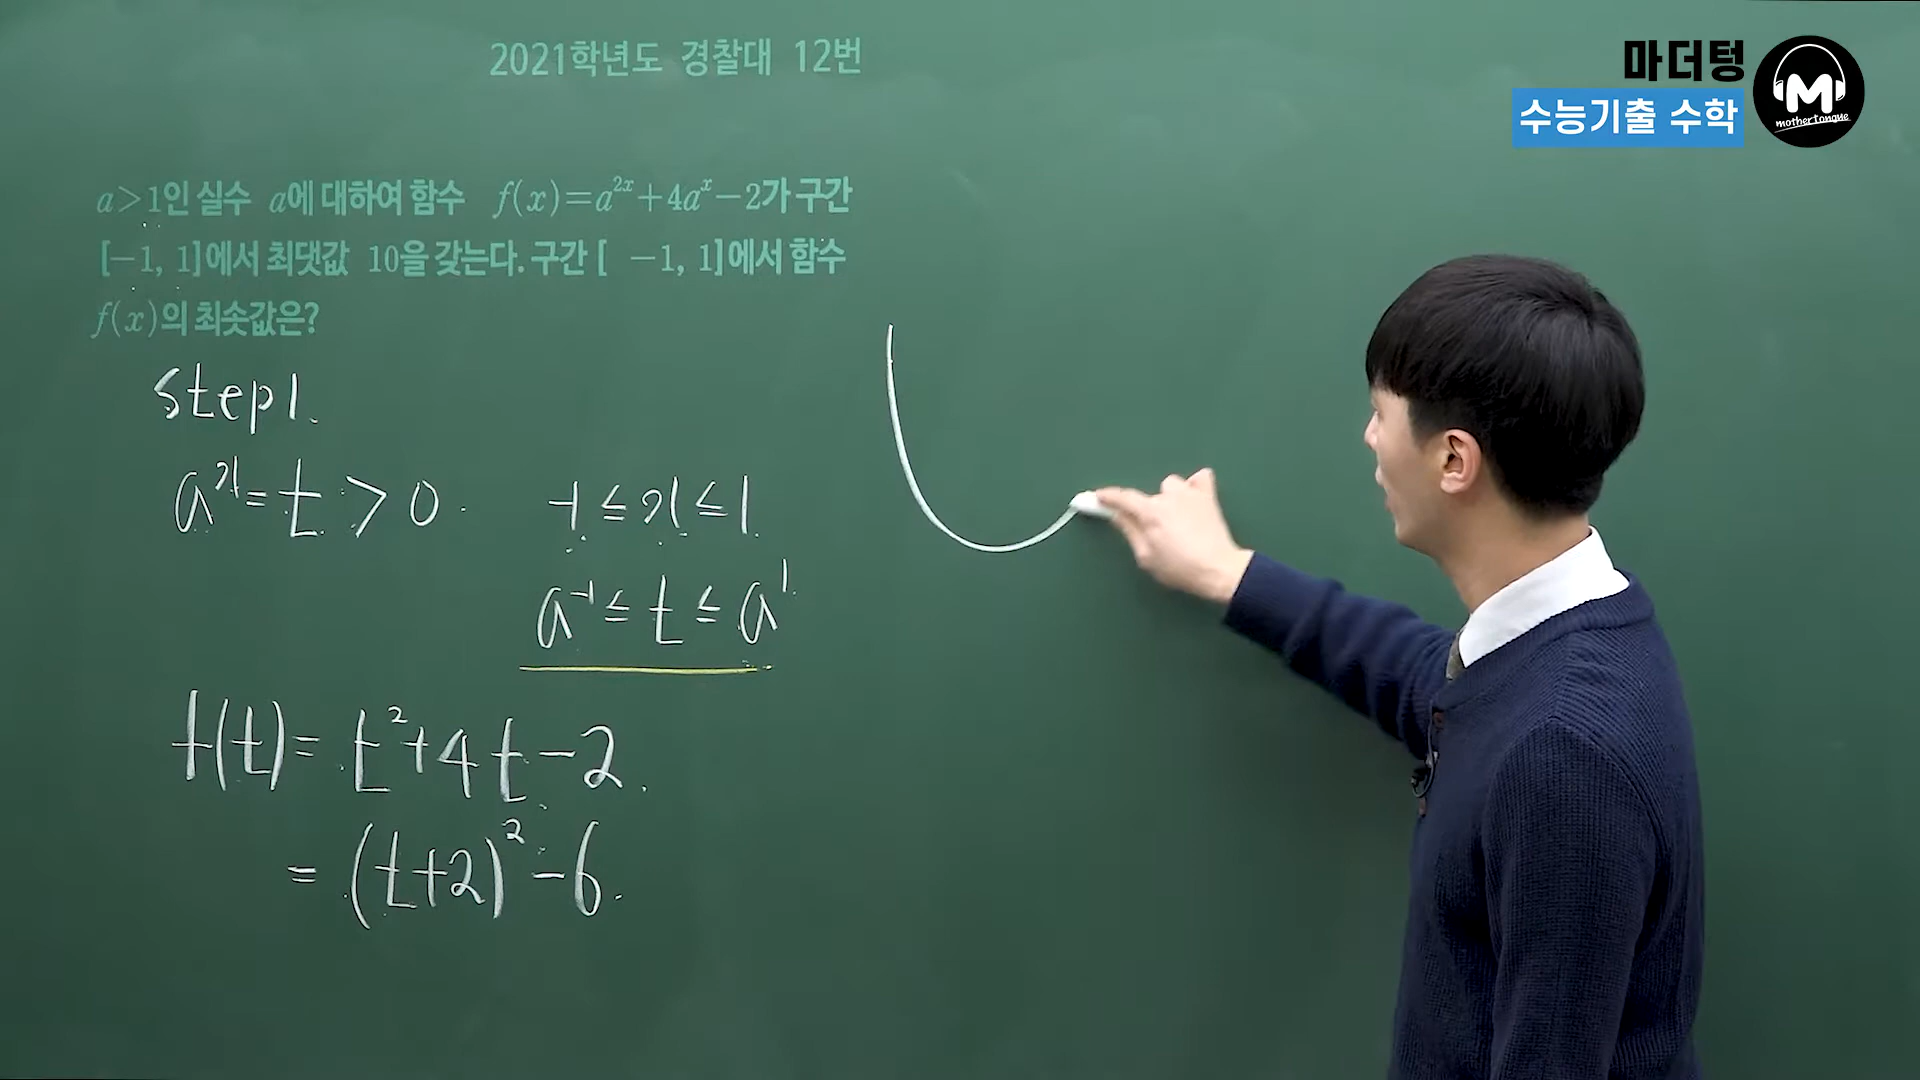 2021학년도 경찰대 12번
마더텅
수능기출 수학
M
mothertongue
a>1인 실수 a에 대하여 함수 f(x)=a^{2x}+4a^x-2가 구간
[-1, 1]에서 최댓값 10을 갖는다. 구간 [ -1, 1]에서 함수
f(x)의 최솟값은?
step1.
a^x = t > 0.
-1 ≤ x ≤ 1
a^{-1} ≤ t ≤ a^1
f(t) = t^2+4t-2.
= (t+2)^2-6.